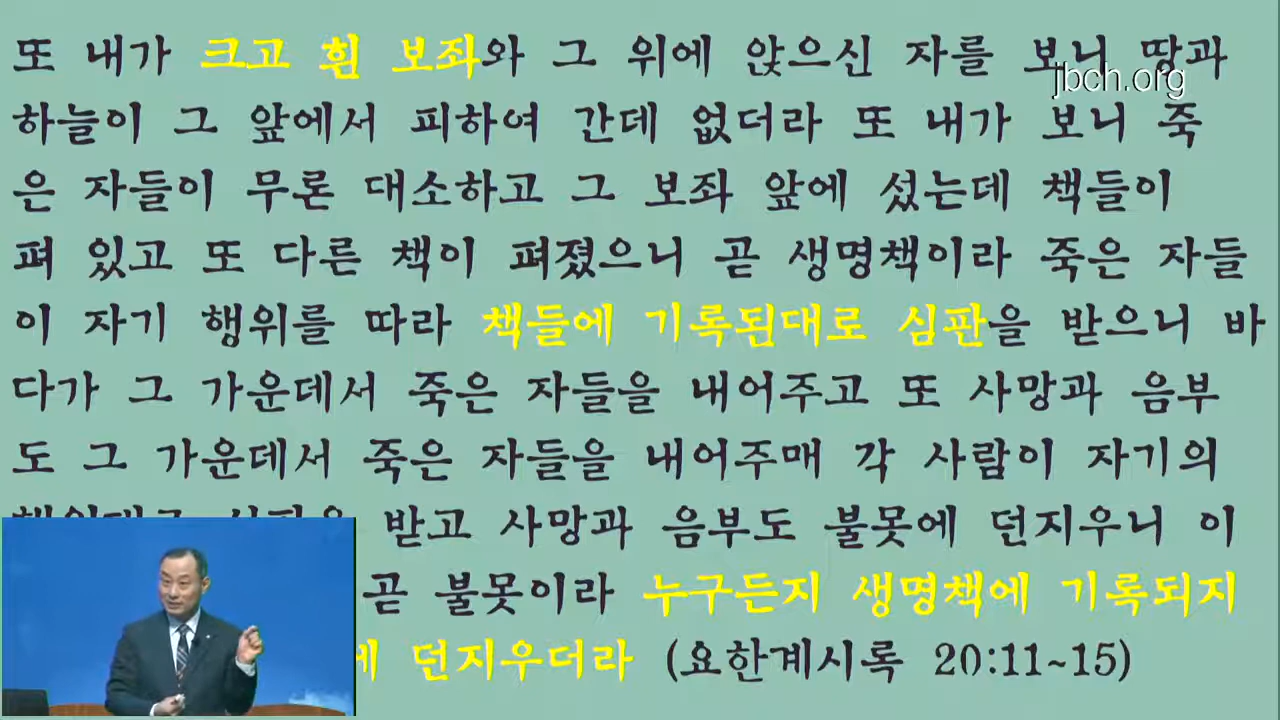 또 내가 크고 흰 보좌와 그 위에 앉으신 자를 보니 땅과
jbch.org
하늘이 그 앞에서 피하여 간데 없더라 또 내가 보니 죽
은 자들이 무론 대소하고 그 보좌 앞에 섰는데 책들이
펴 있고 또 다른 책이 펴졌으니 곧 생명책이라 죽은 자들
이 자기 행위를 따라 책들에 기록된대로 심판을 받으니 바
다가 그 가운데서 죽은 자들을 내어주고 또 사망과 음부
도 그 가운데서 죽은 자들을 내어주매 각 사람이 자기의
받고 사망과 음부도 불못에 던지우니 이
곧 불못이라 누구든지 생명책에 기록되지
던지우더라 (요한계시록 20:11~15)